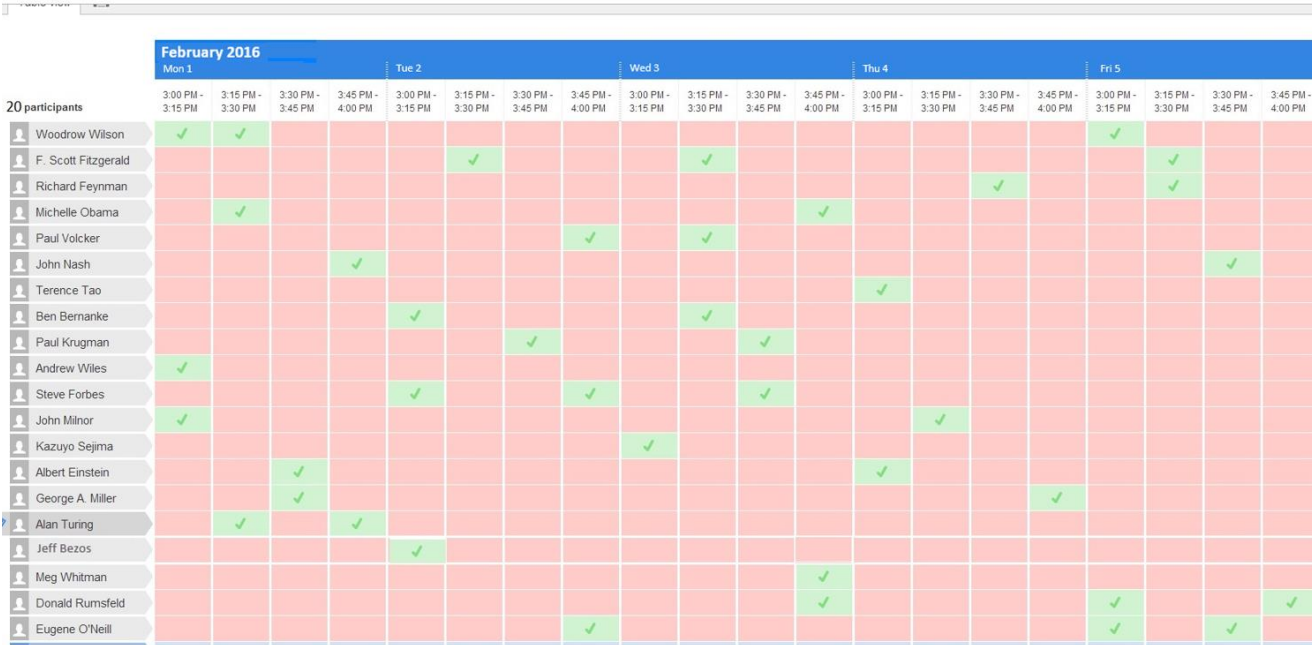 Table view
February 2016
Mon 1 Tue 2 Wed 3 Thu 4 Fri 5
3:00 PM - 3:15 PM - 3:30 PM - 3:45 PM - 3:00 PM - 3:15 PM - 3:30 PM - 3:45 PM - 3:00 PM - 3:15 PM - 3:30 PM - 3:45 PM - 3:00 PM - 3:15 PM - 3:30 PM - 3:45 PM - 3:00 PM - 3:15 PM - 3:30 PM - 3:45 PM -
20 participants 3:15 PM 3:30 PM 3:45 PM 4:00 PM 3:15 PM 3:30 PM 3:45 PM 4:00 PM 3:15 PM 3:30 PM 3:45 PM 4:00 PM 3:15 PM 3:30 PM 3:45 PM 4:00 PM 3:15 PM 3:30 PM 3:45 PM 4:00 PM
Woodrow Wilson
F. Scott Fitzgerald
Richard Feynman
Michelle Obama
Paul Volcker
John Nash
Terence Tao
Ben Bernanke
Paul Krugman
Andrew Wiles
Steve Forbes
John Milnor
Kazuyo Sejima
Albert Einstein
George A. Miller
Alan Turing
Jeff Bezos
Meg Whitman
Donald Rumsfeld
Eugene O'Neill